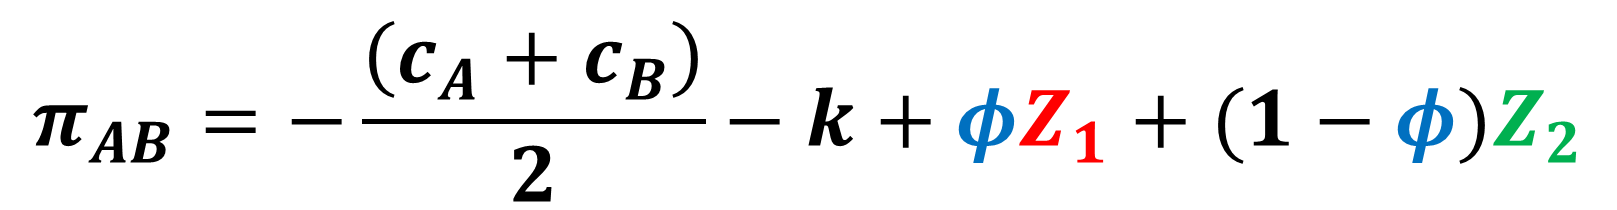 π_AB = − (c_A + c_B) / 2 − k + ϕZ_1 + (1 − ϕ)Z_2